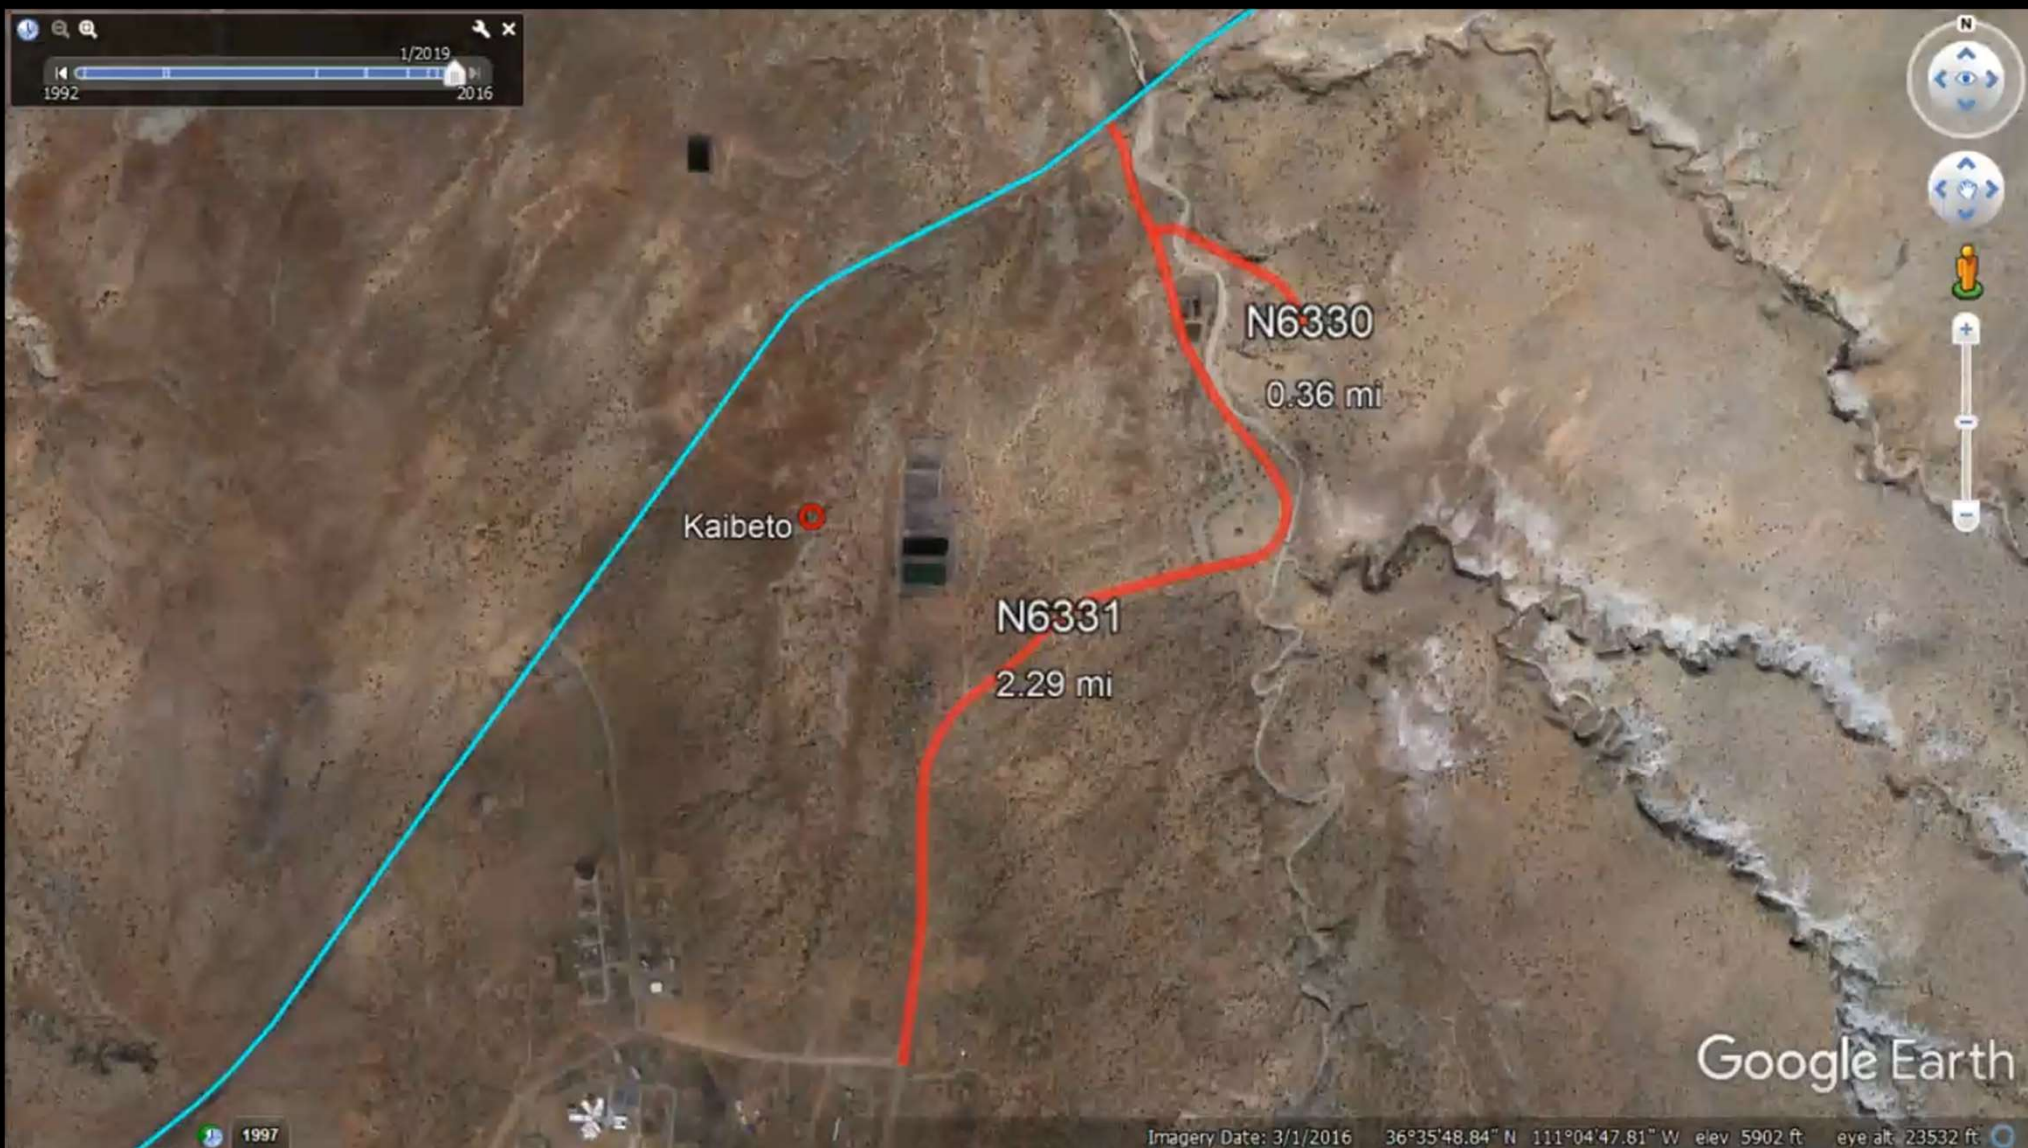 1/2019
1992
2016
N
N6330
0.36 mi
Kaibeto
N6331
2.29 mi
Google Earth
1997
Imagery Date: 3/1/2016 36°35'48.84" N 111°04'47.81" W elev 5902 ft eye alt 23532 ft